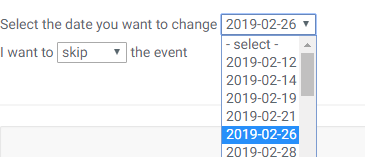 Select the date you want to change 2019-02-26
I want to skip the event
- select -
2019-02-12
2019-02-14
2019-02-19
2019-02-21
2019-02-26
2019-02-28